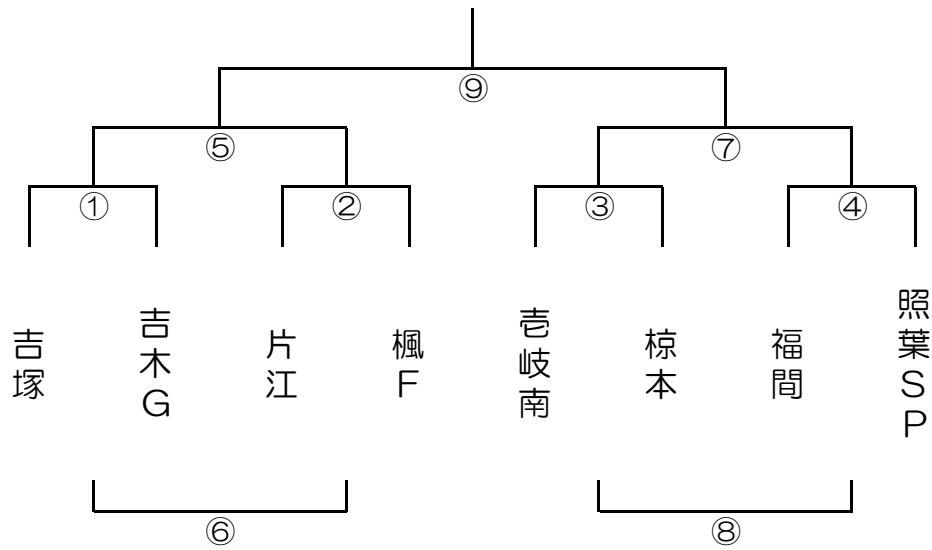 ⑨
⑤
⑦
①
②
③
④
吉塚
吉木G
片江
楓F
壱岐南
椋本
福間
照葉SP
⑥
⑧